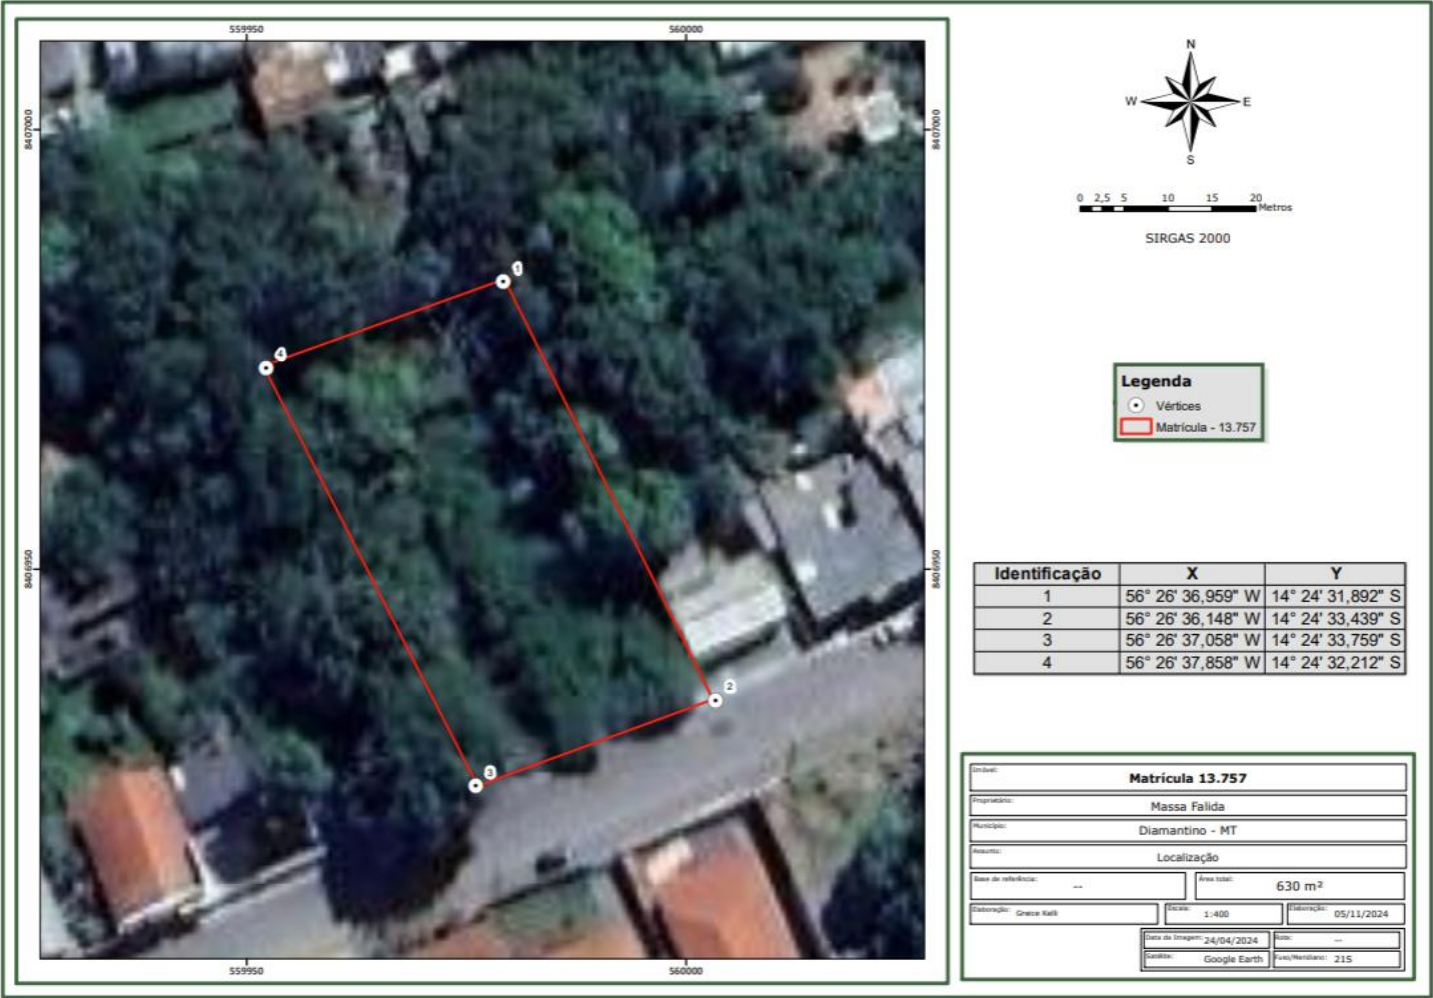 559950
560000
8407000
8407000
8406950
8406950
559950
560000
1
4
2
3
N
W
E
S
0 2,5 5 10 15 20
Metros
SIRGAS 2000
Legenda
Vértices
Matrícula - 13.757
Identificação X Y
1 56° 26' 36,959" W 14° 24' 31,892" S
2 56° 26' 36,148" W 14° 24' 33,439" S
3 56° 26' 37,058" W 14° 24' 33,759" S
4 56° 26' 37,858" W 14° 24' 32,212" S
Imóvel: Matrícula 13.757
Proprietário: Massa Falida
Município: Diamantino - MT
Assunto: Localização
Base de referência: --
Área total: 630 m²
Elaboração: Greice Kelli
Escala: 1:400
Elaboração: 05/11/2024
Data da Imagem: 24/04/2024
--
Satélite: Google Earth
Fuso/Meridiano: 21S